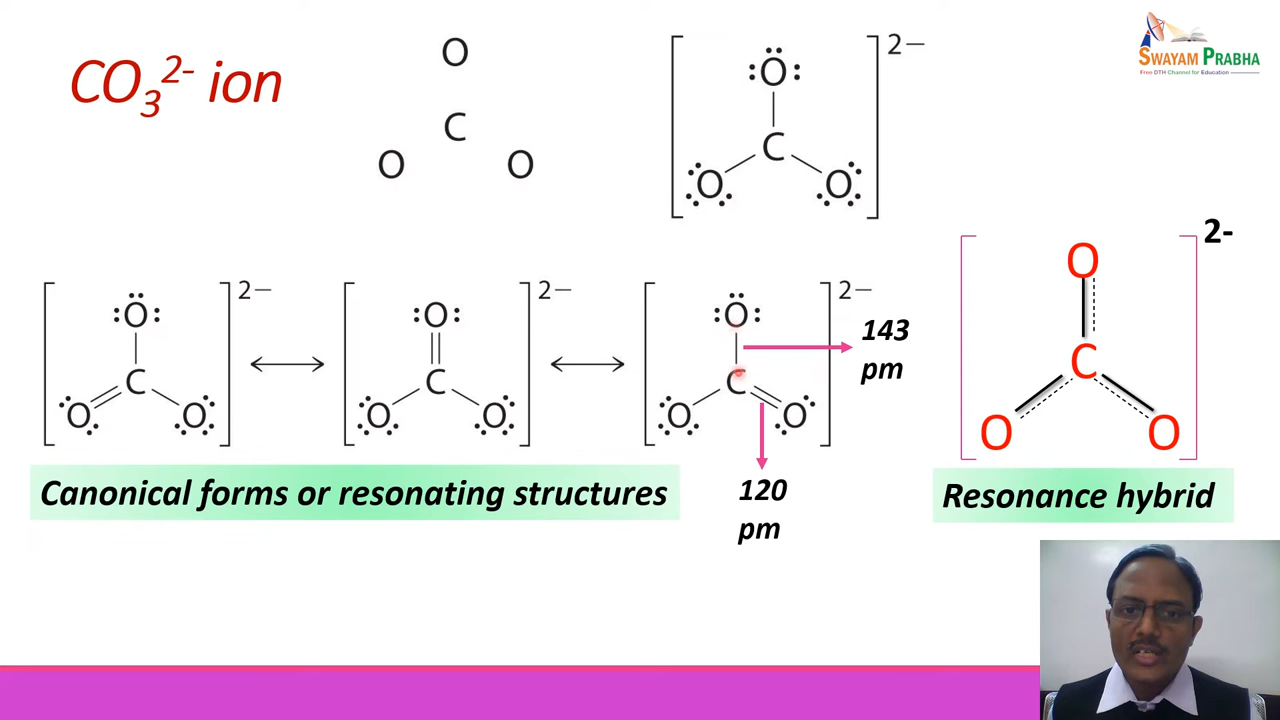 CO₃²⁻ ion
O
C
O O
:Ö:
C
O O
2−
SWAYAM PRABHA
Free DTH Channel for Education
:Ö:
C
O O
2−
:O:
C
O O
2−
:Ö:
C
O O
2−
143
pm
120
pm
2-
O
C
O O
Canonical forms or resonating structures
Resonance hybrid